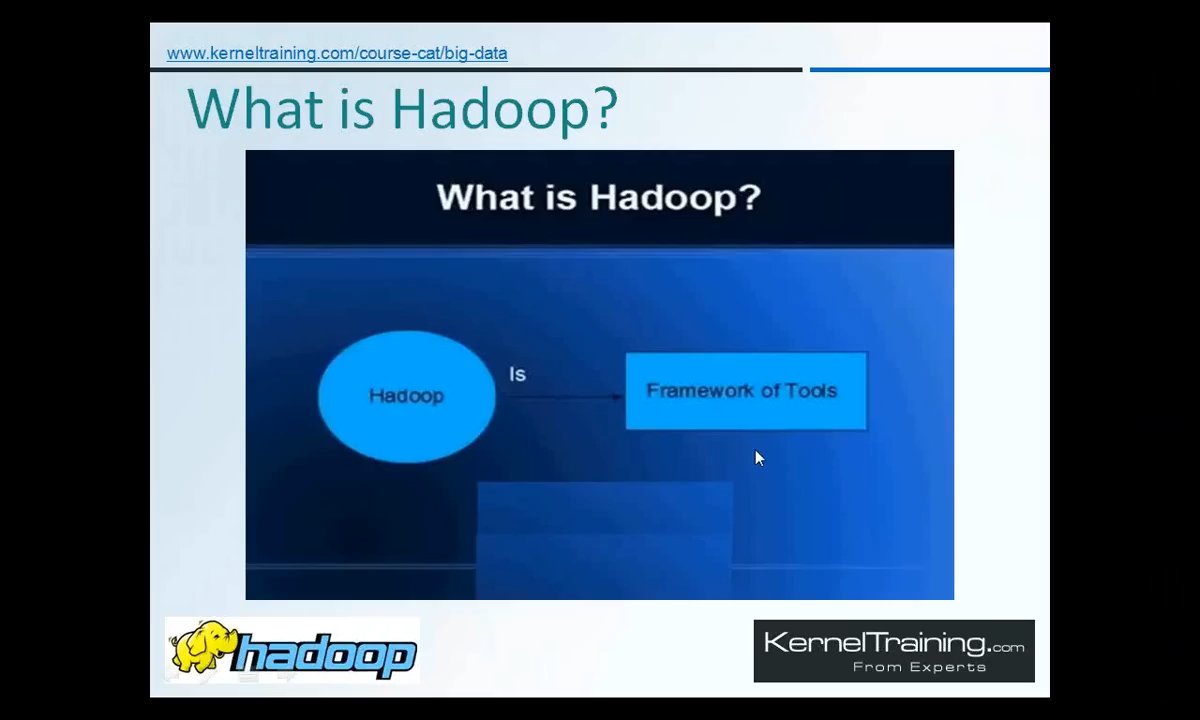 www.kerneltraining.com/course-cat/big-data
What is Hadoop?
What is Hadoop?
Is
Hadoop
Framework of Tools
hadoop
KernelTraining.com
From Experts